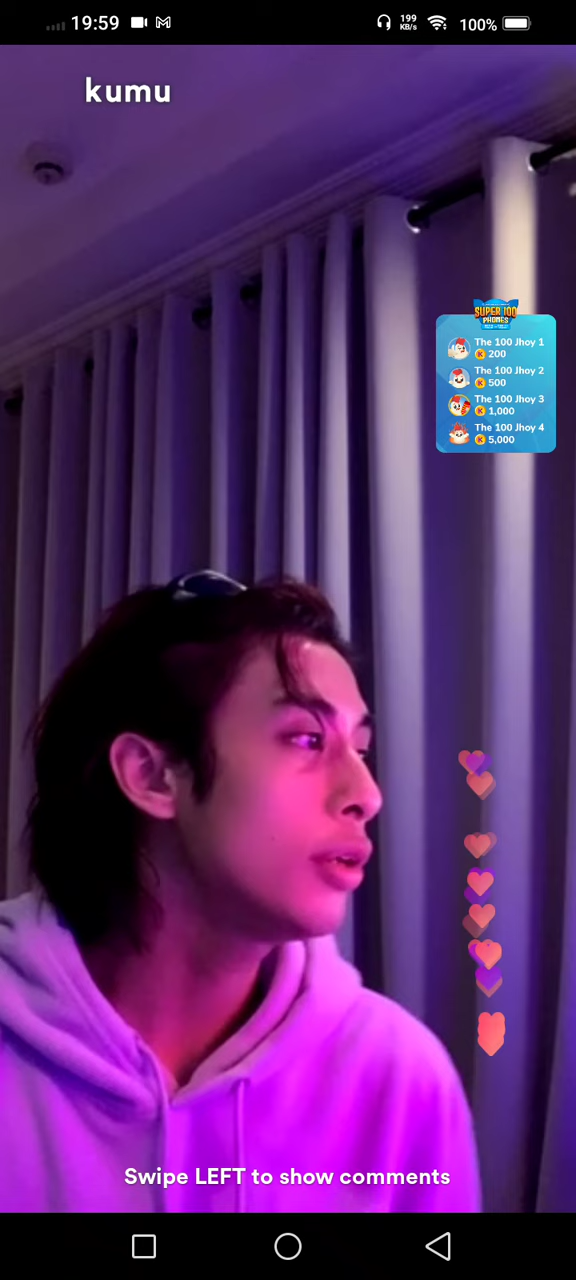 19:59
199
KB/s
100%
kumu
SUPER 100
PHONES
The 100 Jhoy 1
K 200
The 100 Jhoy 2
K 500
The 100 Jhoy 3
K 1,000
The 100 Jhoy 4
K 5,000
Swipe LEFT to show comments